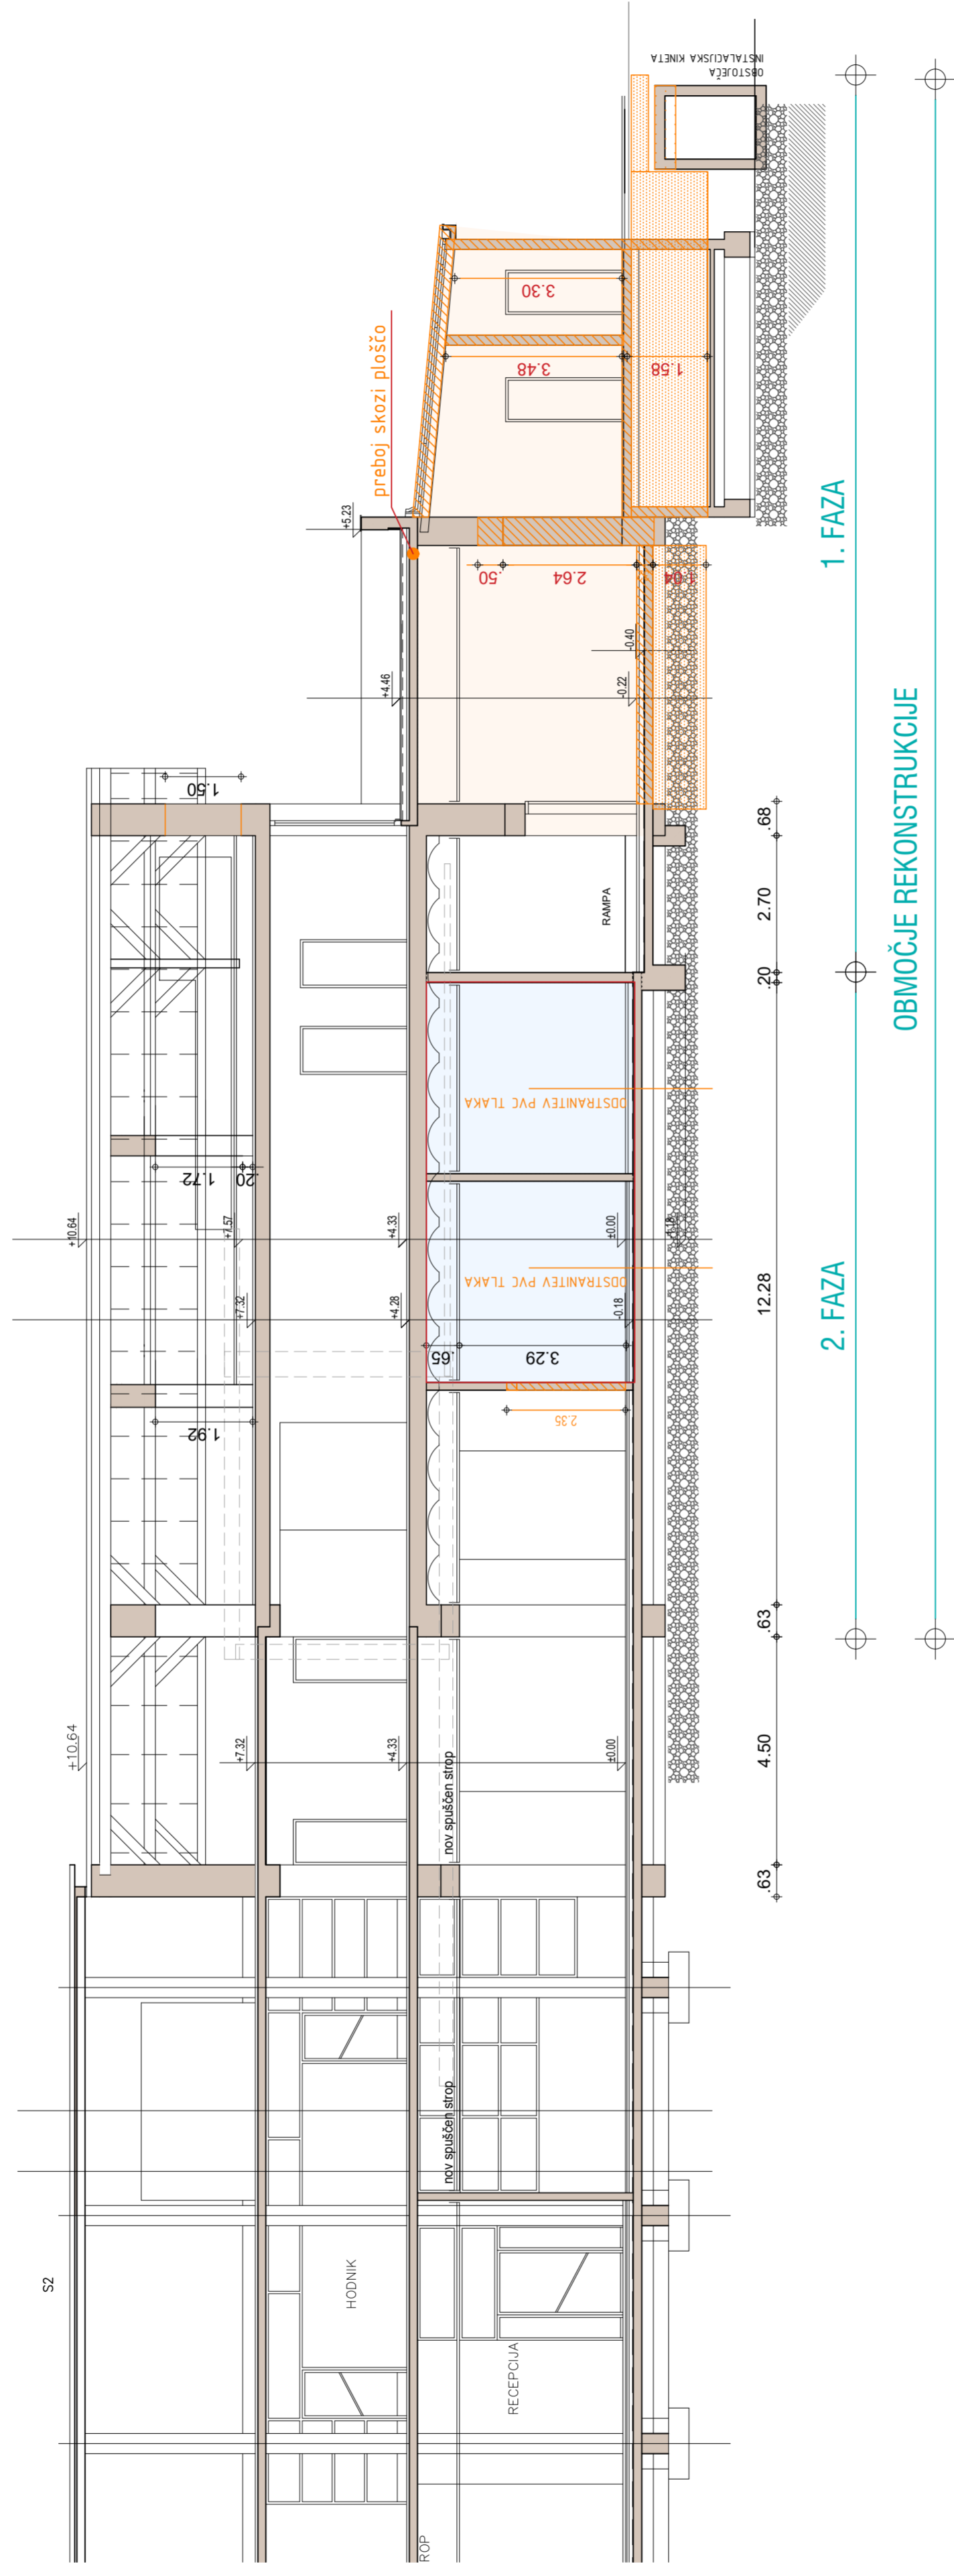 S2
+10.64
+7.32
+4.33
±0.00
HODNIK
RECEPCIJA
ROP
nov spuščen strop
nov spuščen strop
+10.64
+7.57
+7.32
+4.33
+4.28
±0.00
-0.18
1.92
1.72
.20
1.50
.65
3.29
2.35
ODSTRANITEV PVC TLAKA
ODSTRANITEV PVC TLAKA
RAMPA
+5.23
+4.46
-0.22
-0.40
preboj skozi ploščo
.50
2.64
3.48
3.30
1.58
OBSTOJEČA
INSTALACIJSKA KINETA
.63
4.50
.63
12.28
.20
2.70
.68
2. FAZA
1. FAZA
OBMOČJE REKONSTRUKCIJE